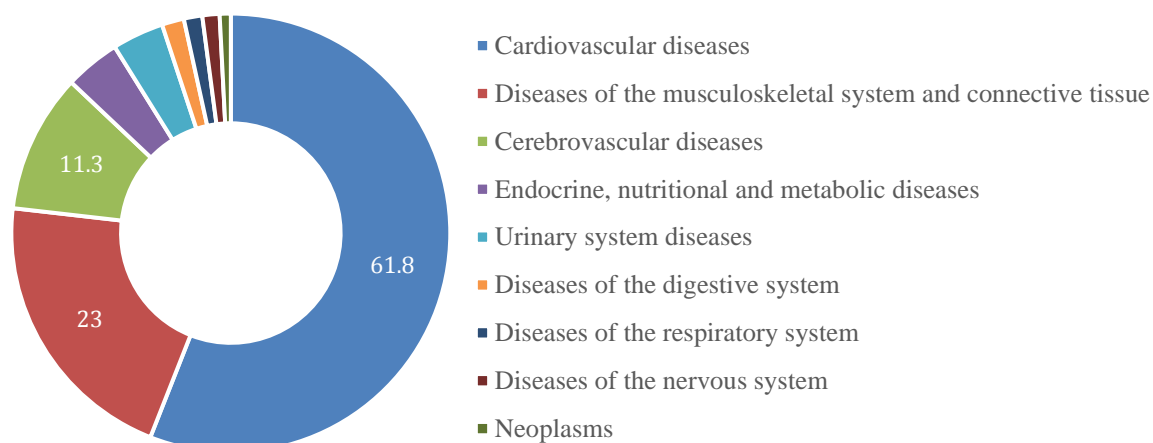 Cardiovascular diseases
Diseases of the musculoskeletal system and connective tissue
Cerebrovascular diseases
11.3
Endocrine, nutritional and metabolic diseases
Urinary system diseases
61.8
Diseases of the digestive system
23
Diseases of the respiratory system
Diseases of the nervous system
Neoplasms